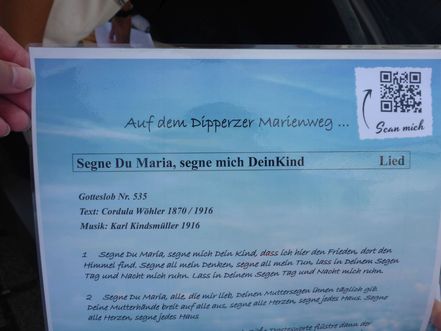 Scan mich
Auf dem Dipperzer Marienweg ...
Segne Du Maria, segne mich DeinKind Lied
Gotteslob Nr. 535
Text: Cordula Wöhler 1870 / 1916
Musik: Karl Kindsmüller 1916
1 Segne Du Maria, segne mich Dein Kind, dass ich hier den Frieden, dort den
Himmel find. Segne all mein Denken, segne all mein Tun, lass in Deinem Segen
Tag und Nacht mich ruhn. Lass in Deinem Segen Tag und Nacht mich ruhn.
2 Segne Du Maria, alle, die mir lieb, Deinen Muttersegen ihnen täglich gib.
Deine Mutterhände breit auf alle aus, segne alle Herzen, segne jedes Haus. Segne
alle Herzen, segne jedes Haus